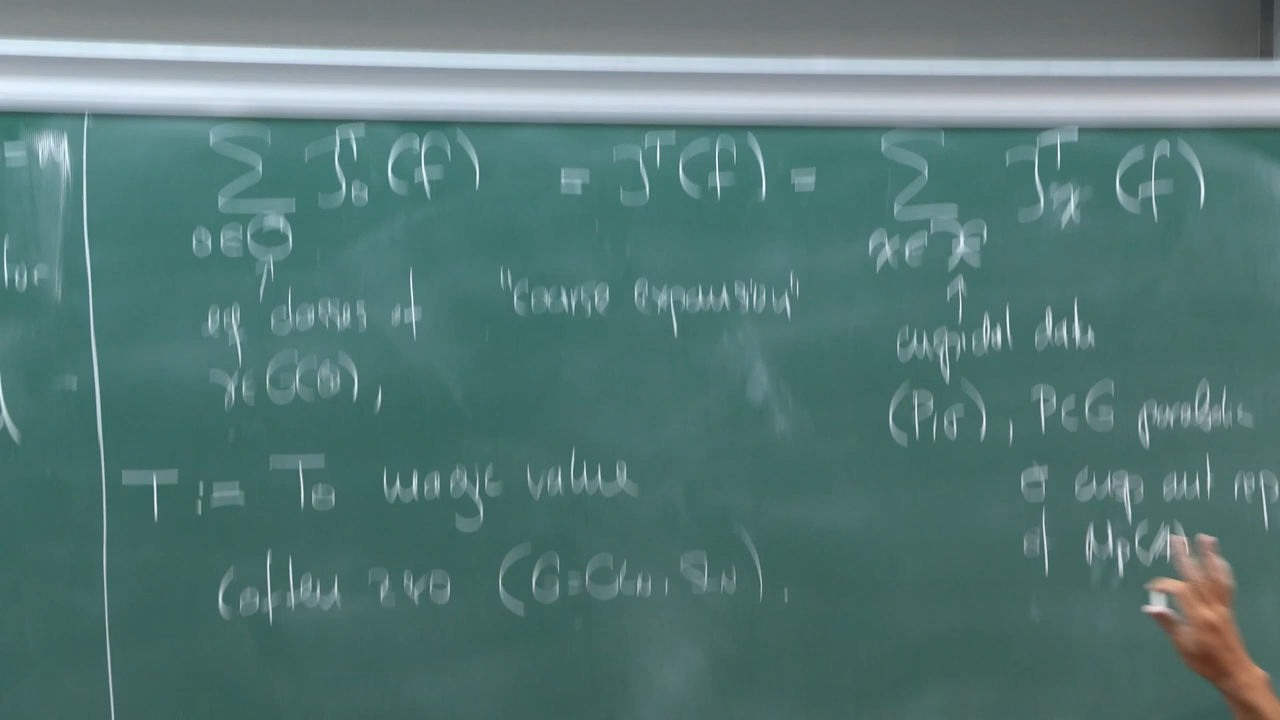 ∑ J_o^T(f) = J^T(f) = ∑ J_χ^T(f)
o∈O
χ∈𝔛
eq classes of
γ∈G(Q),
"coarse expansion"
cuspidal data
(P,σ), P⊂G parabolic
σ cusp aut rep
of M_P(A)
T := T_0 magic value
(often zero (G=GL_n, SL_n).